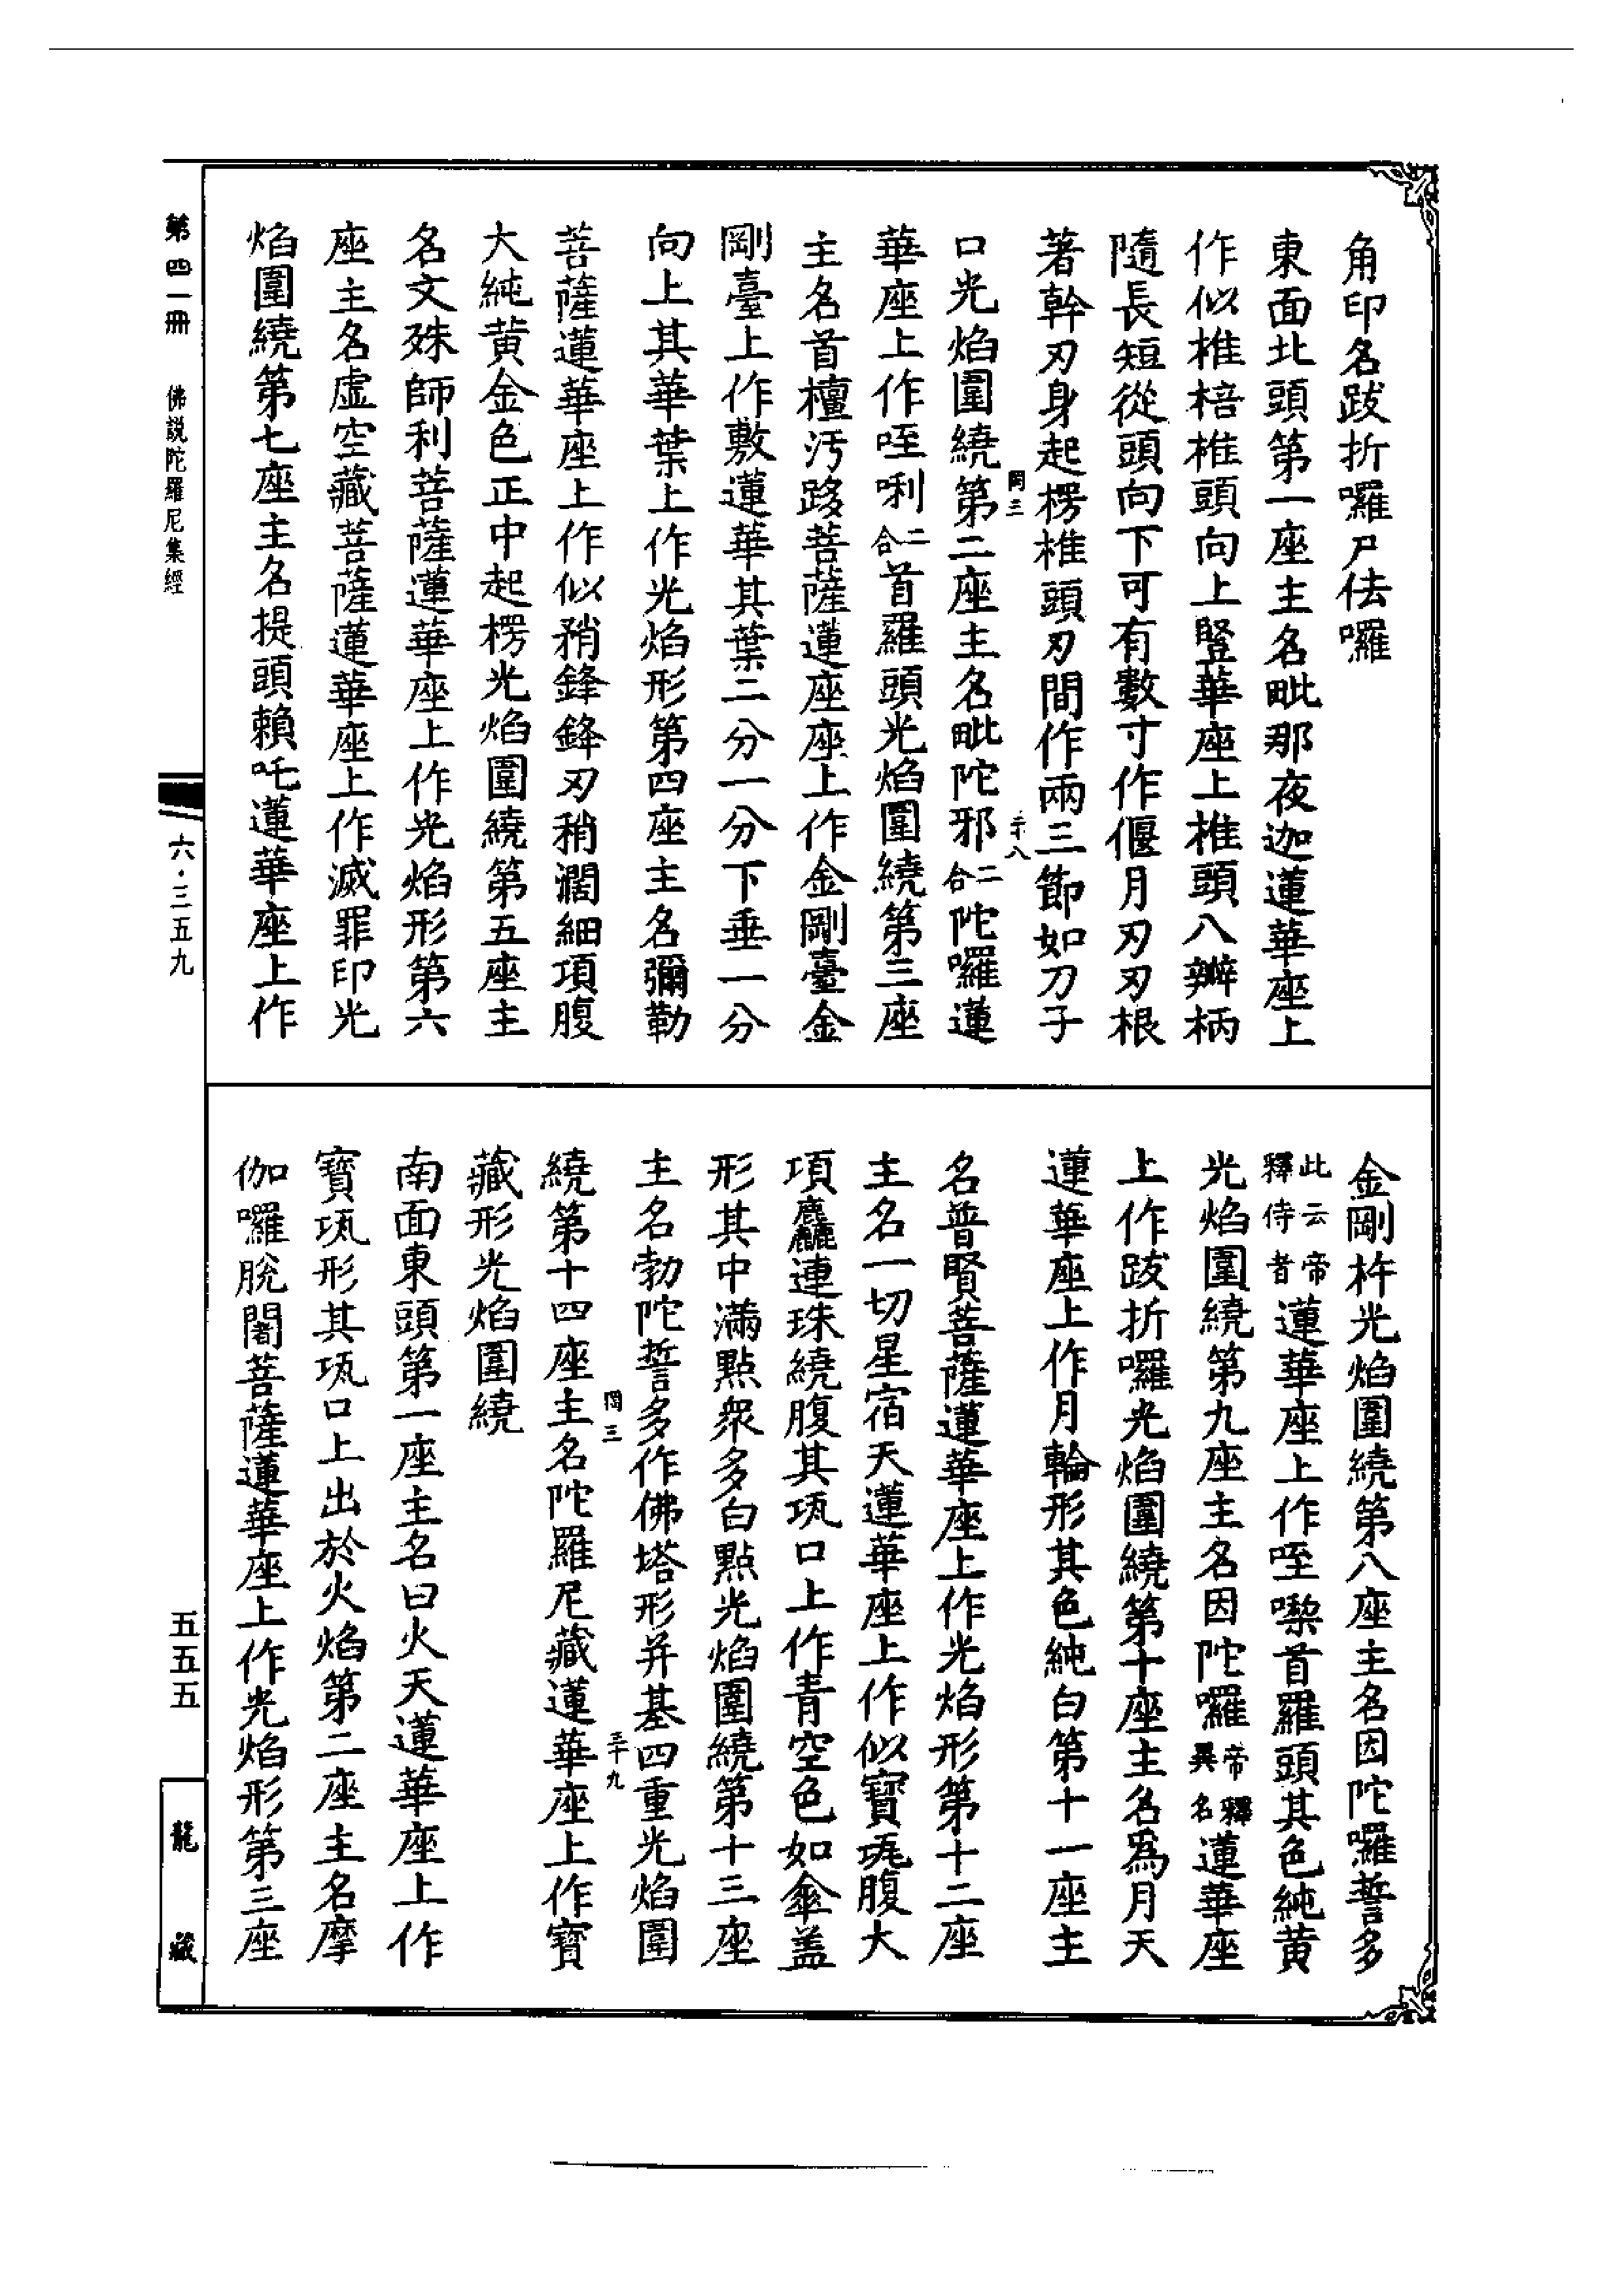 角印名跋折囉尸佉囉
東面北頭第一座主名毗那夜迦蓮華座上
作似椎棓椎頭向上豎華座上椎頭八瓣柄
隨長短從頭向下可有數寸作偃月刃刃根
著幹刃身起楞椎頭刃間作兩三節如刀子
罔三
三十八
口光焰圍繞第二座主名毗陀邪二合陀囉蓮
華座上作咥唎二合首羅頭光焰圍繞第三座
主名首檀汚路菩薩蓮座座上作金剛臺金
剛臺上作敷蓮華其葉二分一分下垂一分
向上其華葉上作光焰形第四座主名彌勒
菩薩蓮華座上作似矟鋒鋒刃稍濶細項腹
大純黃金色正中起楞光焰圍繞第五座主
名文殊師利菩薩蓮華座上作光焰形第六
座主名虛空藏菩薩蓮華座上作滅罪印光
焰圍繞第七座主名提頭賴吒蓮華座上作
金剛杵光焰圍繞第八座主名因陀囉誓多
此云帝釋侍者蓮華座上作咥㗚首羅頭其色純黃
光焰圍繞第九座主名因陀囉帝釋異名蓮華座
上作跋折囉光焰圍繞第十座主名爲月天
蓮華座上作月輪形其色純白第十一座主
名普賢菩薩蓮華座上作光焰形第十二座
主名一切星宿天蓮華座上作似寶瓨腹大
項麤連珠繞腹其瓨口上作青空色如傘盖
形其中滿點衆多白點光焰圍繞第十三座
主名勃陀誓多作佛塔形并基四重光焰圍
罔三
三十九
繞第十四座主名陀羅尼藏蓮華座上作寶
藏形光焰圍繞
南面東頭第一座主名曰火天蓮華座上作
寶瓨形其瓨口上出於火焰第二座主名摩
伽囉脫闍菩薩蓮華座上作光焰形第三座
第四一冊
佛説陀羅尼集經
六·三五九
五五五
龍藏